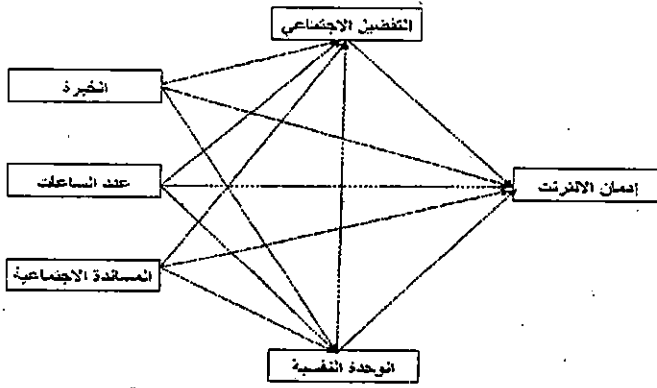 التفضيل الاجتماعي
الخبرة
عدد الساعات
إدمان الانترنت
المساندة الاجتماعية
الوحدة النفسية